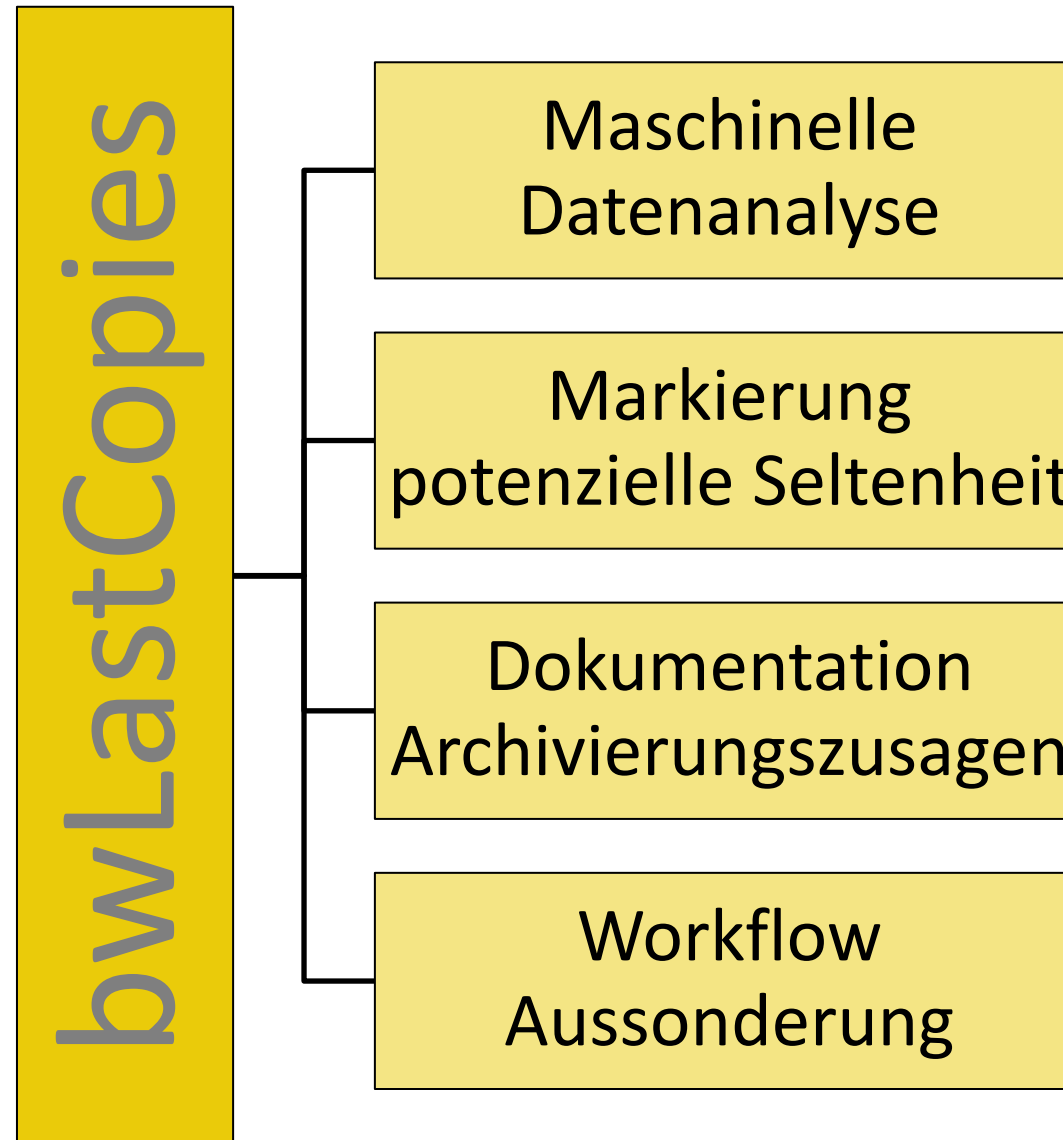 bwLastCopies
Maschinelle
Datenanalyse
Markierung
potenzielle Seltenheit
Dokumentation
Archivierungszusagen
Workflow
Aussonderung